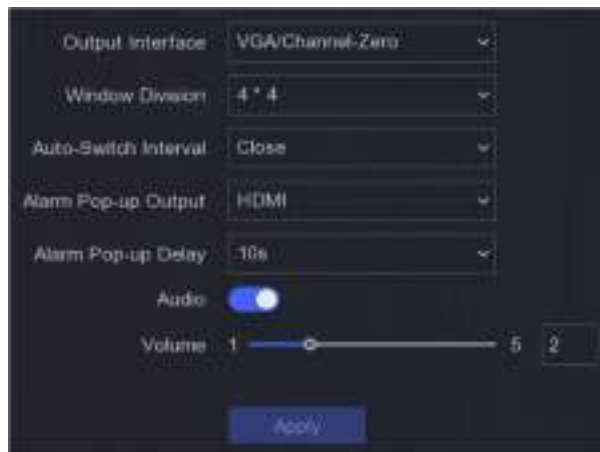 Output Interface VGA/Channel-Zero
Window Division 4 * 4
Auto-Switch Interval Close
Alarm Pop-up Output HDMI
Alarm Pop-up Delay 10s
Audio
Volume 1 5 2
Apply